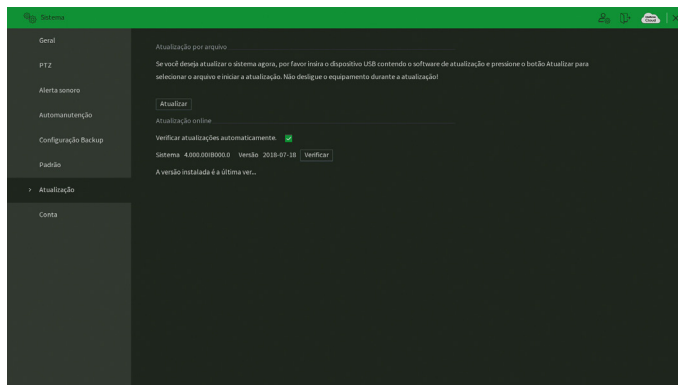 Sistema
Geral
PTZ
Alerta sonoro
Automanutenção
Configuração Backup
Padrão
Atualização
Conta
Atualização por arquivo
Se você deseja atualizar o sistema agora, por favor insira o dispositivo USB contendo o software de atualização e pressione o botão Atualizar para
selecionar o arquivo e iniciar a atualização. Não desligue o equipamento durante a atualização!
Atualizar
Atualização online
Verificar atualizações automaticamente.
Sistema 4.000.00IB000.0 Versão 2018-07-18 Verificar
A versão instalada é a última ver...